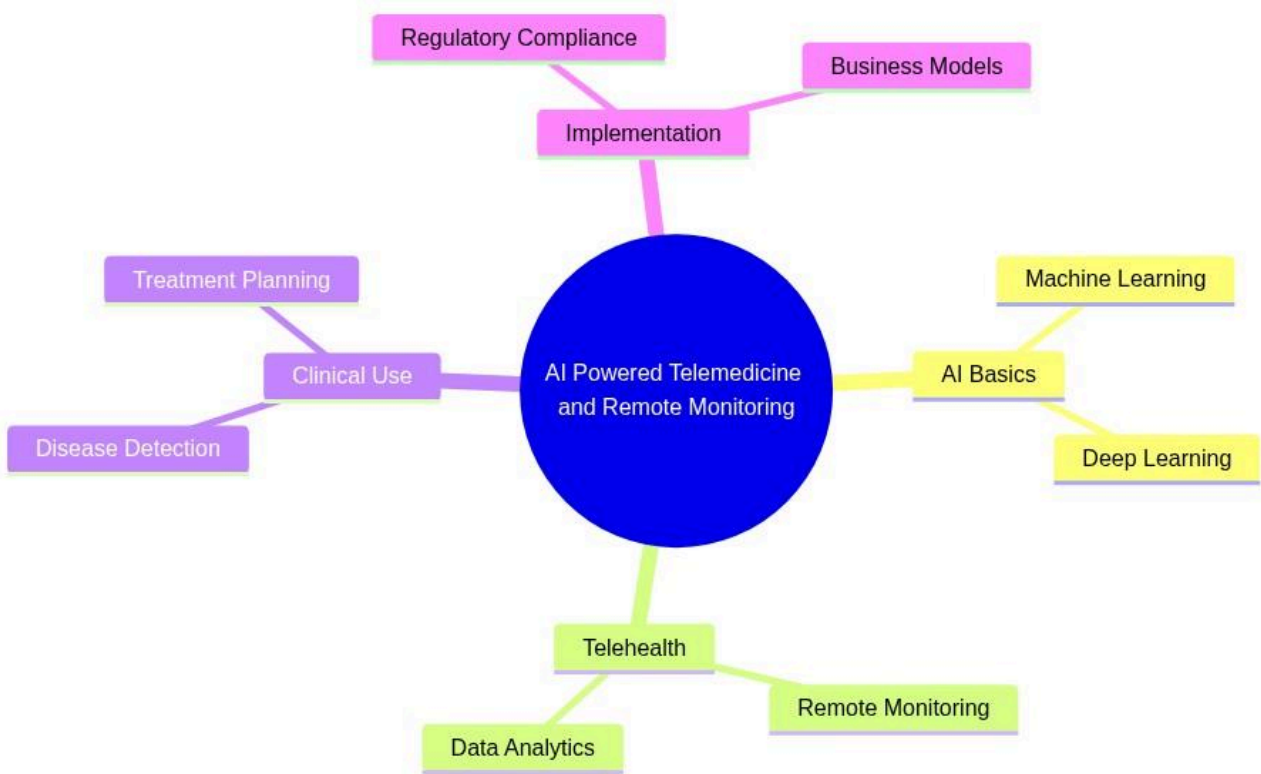 Regulatory Compliance
Business Models
Implementation
Treatment Planning
Machine Learning
Clinical Use
AI Powered Telemedicine
and Remote Monitoring
AI Basics
Disease Detection
Deep Learning
Telehealth
Remote Monitoring
Data Analytics